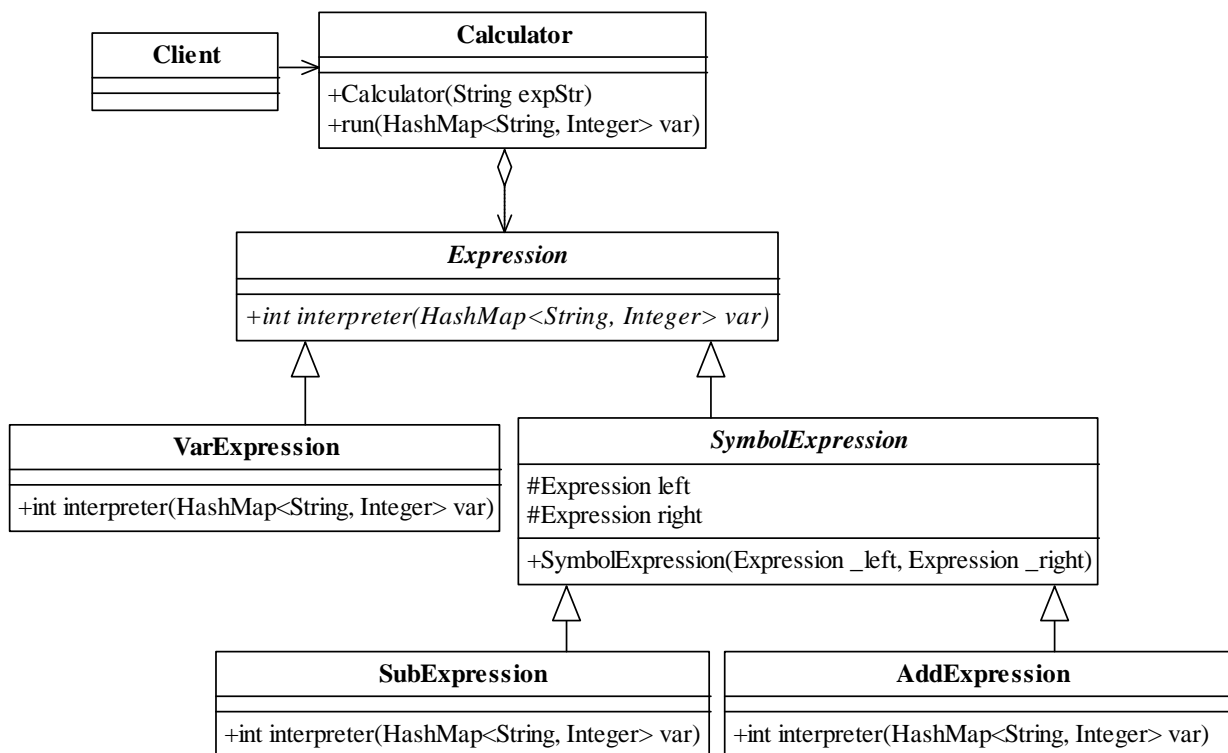 Client
Calculator
+Calculator(String expStr)
+run(HashMap<String, Integer> var)
Expression
+int interpreter(HashMap<String, Integer> var)
VarExpression
+int interpreter(HashMap<String, Integer> var)
SymbolExpression
#Expression left
#Expression right
+SymbolExpression(Expression _left, Expression _right)
SubExpression
+int interpreter(HashMap<String, Integer> var)
AddExpression
+int interpreter(HashMap<String, Integer> var)